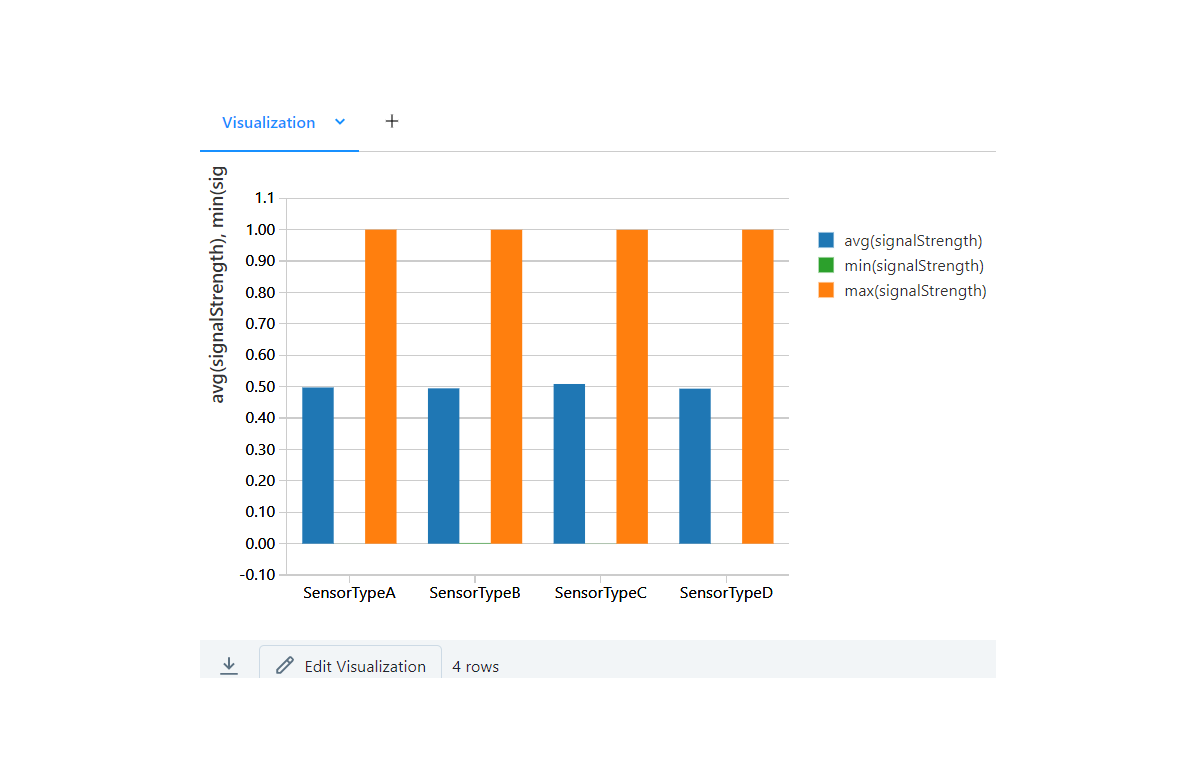 Visualization
avg(signalStrength), min(sig
1.1
1.00
0.90
0.80
0.70
0.60
0.50
0.40
0.30
0.20
0.10
0.00
-0.10
SensorTypeA SensorTypeB SensorTypeC SensorTypeD
avg(signalStrength)
min(signalStrength)
max(signalStrength)
Edit Visualization 4 rows